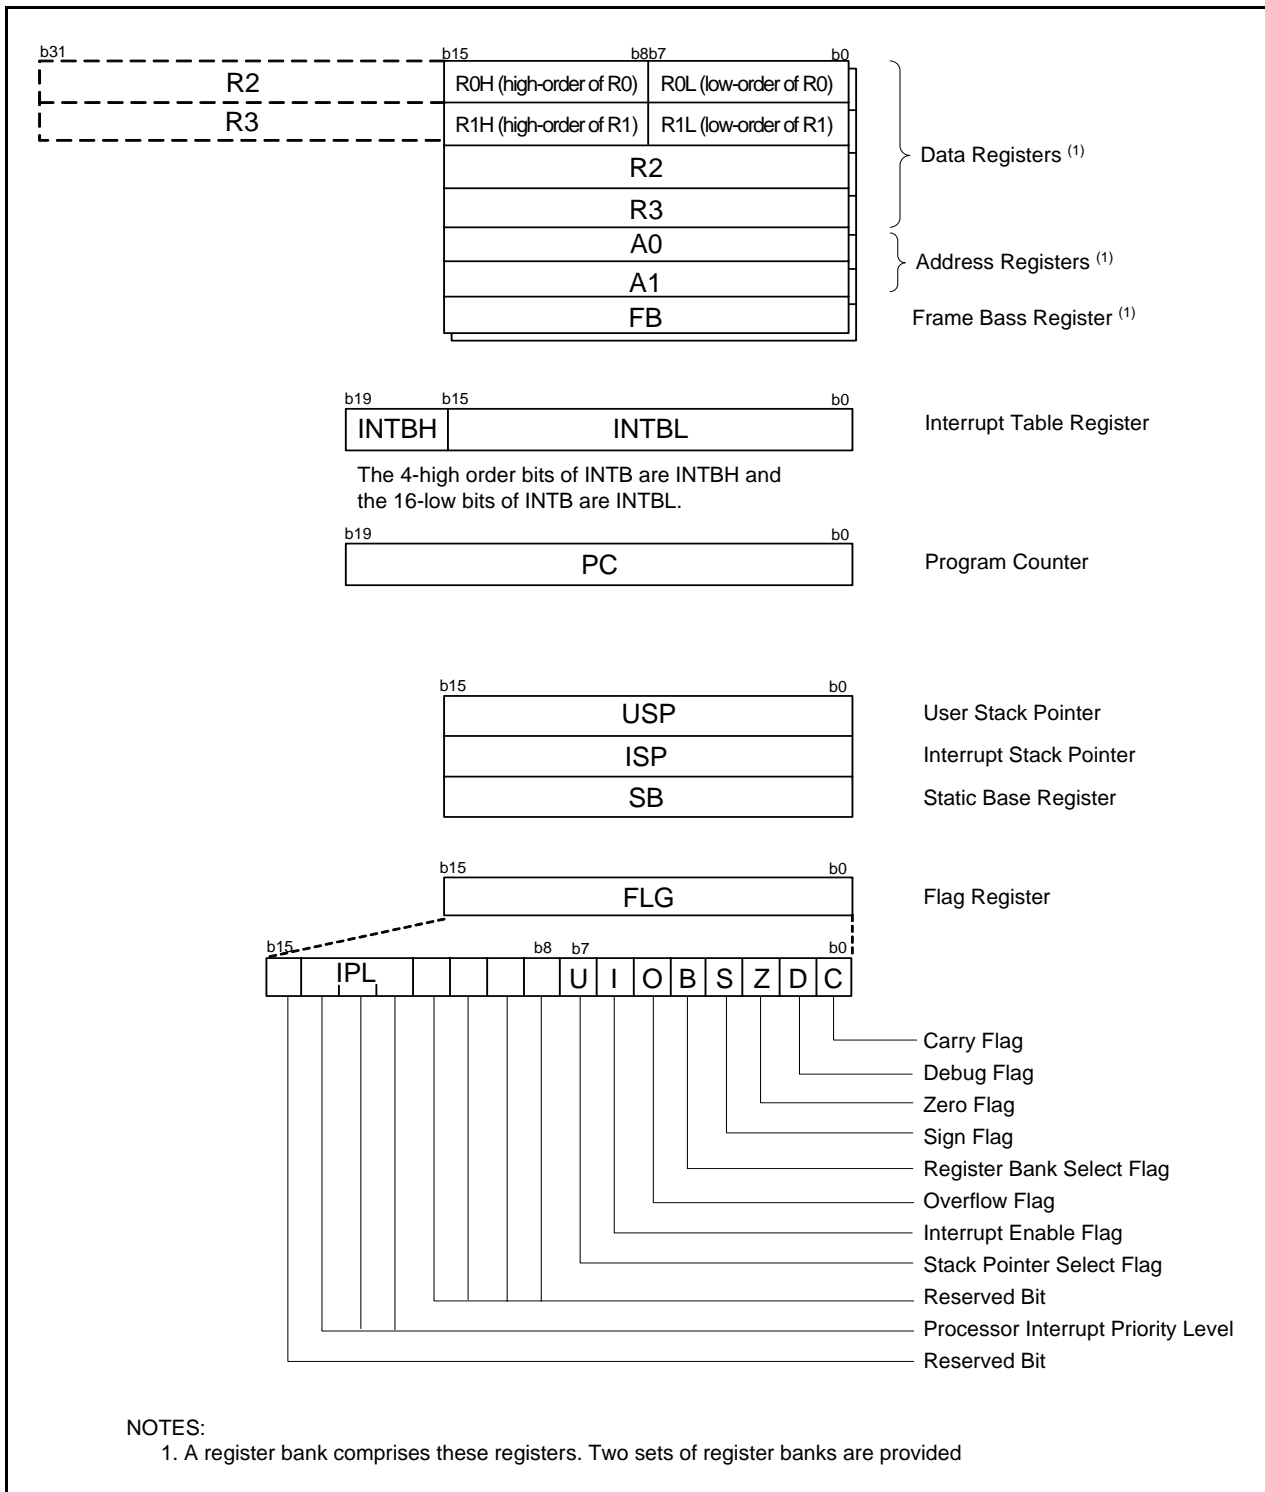 b31 b15 b8b7 b0
R2 R0H (high-order of R0) R0L (low-order of R0)
R3 R1H (high-order of R1) R1L (low-order of R1)
R2
Data Registers (1)
R3
A0
Address Registers (1)
A1
FB Frame Bass Register (1)
b19 b15 b0
INTBH INTBL Interrupt Table Register
The 4-high order bits of INTB are INTBH and
the 16-low bits of INTB are INTBL.
b19 b0
PC Program Counter
b15 b0
USP User Stack Pointer
ISP Interrupt Stack Pointer
SB Static Base Register
b15 b0
FLG Flag Register
b15 b8 b7 b0
IPL U I O B S Z D C
Carry Flag
Debug Flag
Zero Flag
Sign Flag
Register Bank Select Flag
Overflow Flag
Interrupt Enable Flag
Stack Pointer Select Flag
Reserved Bit
Processor Interrupt Priority Level
Reserved Bit
NOTES:
1. A register bank comprises these registers. Two sets of register banks are provided